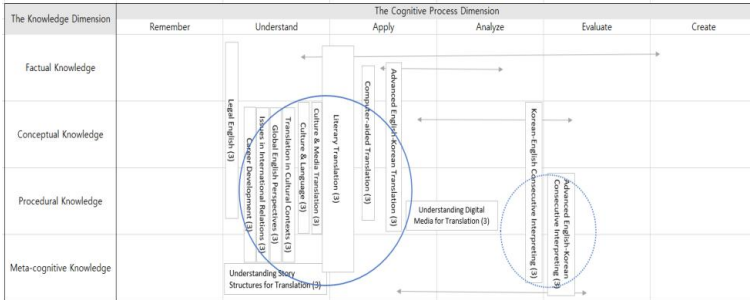 The Knowledge Dimension
The Cognitive Process Dimension
Remember
Understand
Apply
Analyze
Evaluate
Create
Factual Knowledge
Conceptual Knowledge
Procedural Knowledge
Meta-cognitive Knowledge
Legal English (3)
Career Development (3)
Issues in International Relations (3)
Global English Perspectives (3)
Translation in Cultural Contexts (3)
Culture & Language (3)
Culture & Media Translation (3)
Literary Translation (3)
Computer-aided Translation (3)
Advanced English-Korean Translation (3)
Understanding Digital
Media for Translation (3)
Korean-English Consecutive Interpreting (3)
Advanced English-Korean
Consecutive Interpreting (3)
Understanding Story
Structures for Translation (3)